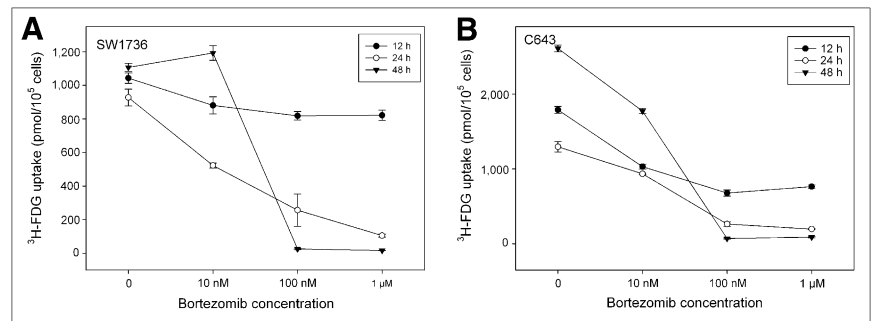 A
SW1736
12 h
24 h
48 h
³H-FDG uptake (pmol/10⁵ cells)
1,200
1,000
800
600
400
200
0
0 10 nM 100 nM 1 µM
Bortezomib concentration
B
C643
12 h
24 h
48 h
³H-FDG uptake (pmol/10⁵ cells)
2,000
1,000
0
0 10 nM 100 nM 1 µM
Bortezomib concentration